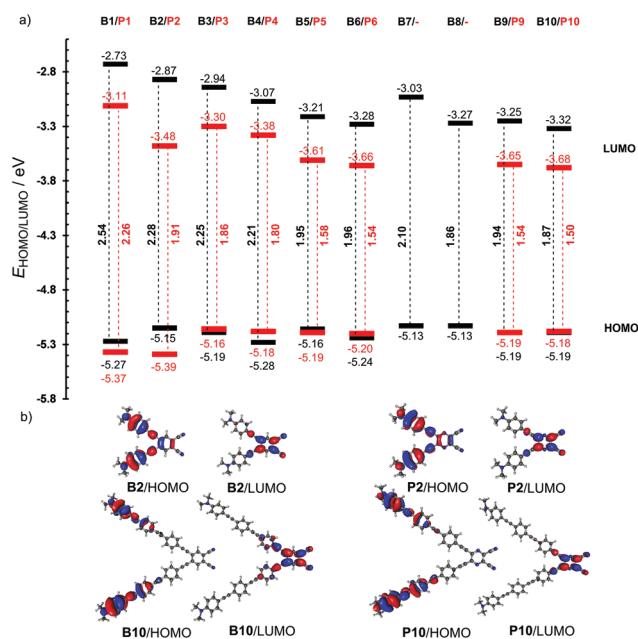 a)
B1/P1 B2/P2 B3/P3 B4/P4 B5/P5 B6/P6 B7/- B8/- B9/P9 B10/P10
-2.73 -2.87 -2.94 -3.07 -3.21 -3.28 -3.03 -3.27 -3.25 -3.32
-3.11 -3.48 -3.30 -3.38 -3.61 -3.66 -3.65 -3.68
LUMO
-2.8
-3.3
-3.8
-4.3
-4.8
-5.3
-5.8
E HOMO/LUMO / eV
2.54 2.26 2.28 1.91 2.25 1.86 2.21 1.80 1.95 1.58 1.96 1.54 2.10 1.86 1.94 1.54 1.87 1.50
HOMO
-5.27 -5.15 -5.16 -5.18 -5.16 -5.20 -5.13 -5.13 -5.19 -5.18
-5.37 -5.39 -5.19 -5.28 -5.19 -5.24 -5.19 -5.19
b)
B2/HOMO B2/LUMO P2/HOMO P2/LUMO
B10/HOMO B10/LUMO P10/HOMO P10/LUMO